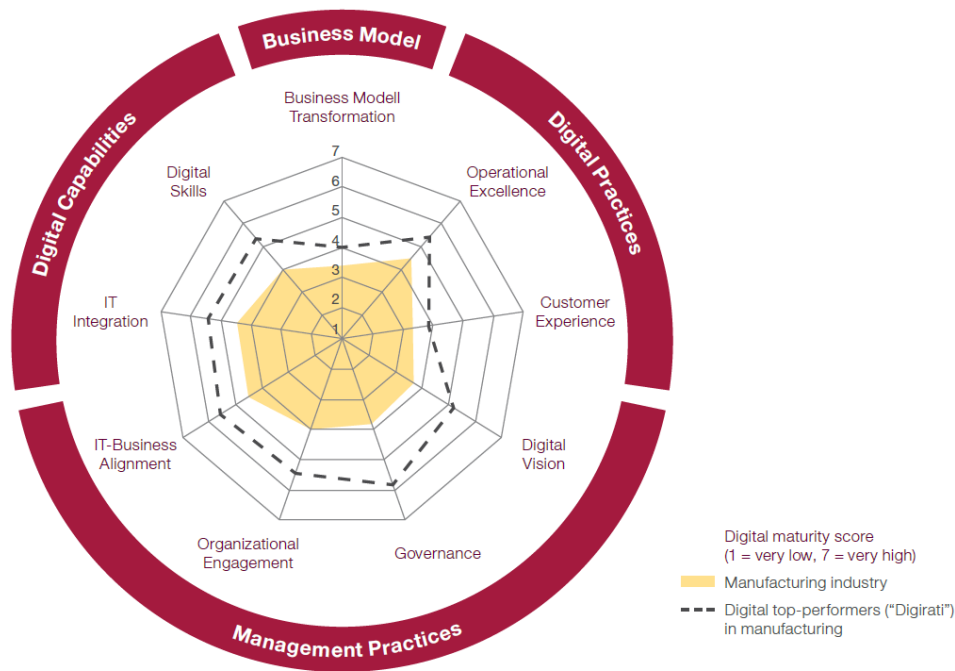 Business Model
Digital Capabilities
Digital Practices
Management Practices
Business Modell
Transformation
Operational
Excellence
Customer
Experience
Digital
Vision
Governance
Organizational
Engagement
IT-Business
Alignment
IT
Integration
Digital
Skills
7
6
5
4
3
2
1
Digital maturity score
(1 = very low, 7 = very high)
Manufacturing industry
Digital top-performers (“Digirati”)
in manufacturing